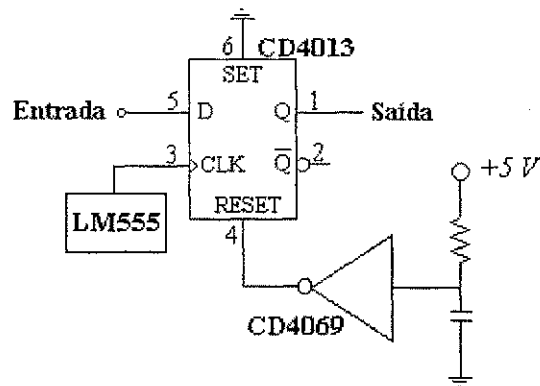 CD4013
6
SET
Entrada
5
D
Q
1
Saída
3
CLK
Q
2
+5 V
LM555
RESET
4
CD4069